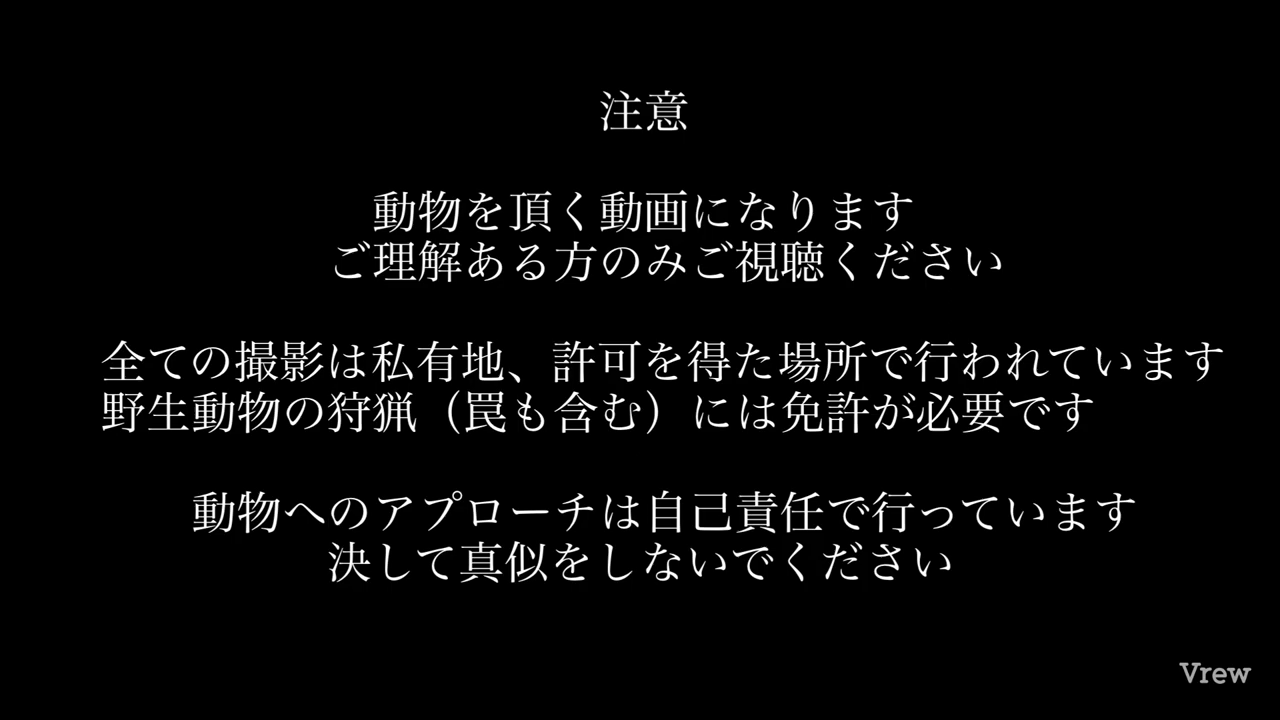 注意
動物を頂く動画になります
ご理解ある方のみご視聴ください
全ての撮影は私有地、許可を得た場所で行われています
野生動物の狩猟（罠も含む）には免許が必要です
動物へのアプローチは自己責任で行っています
決して真似をしないでください
Vrew